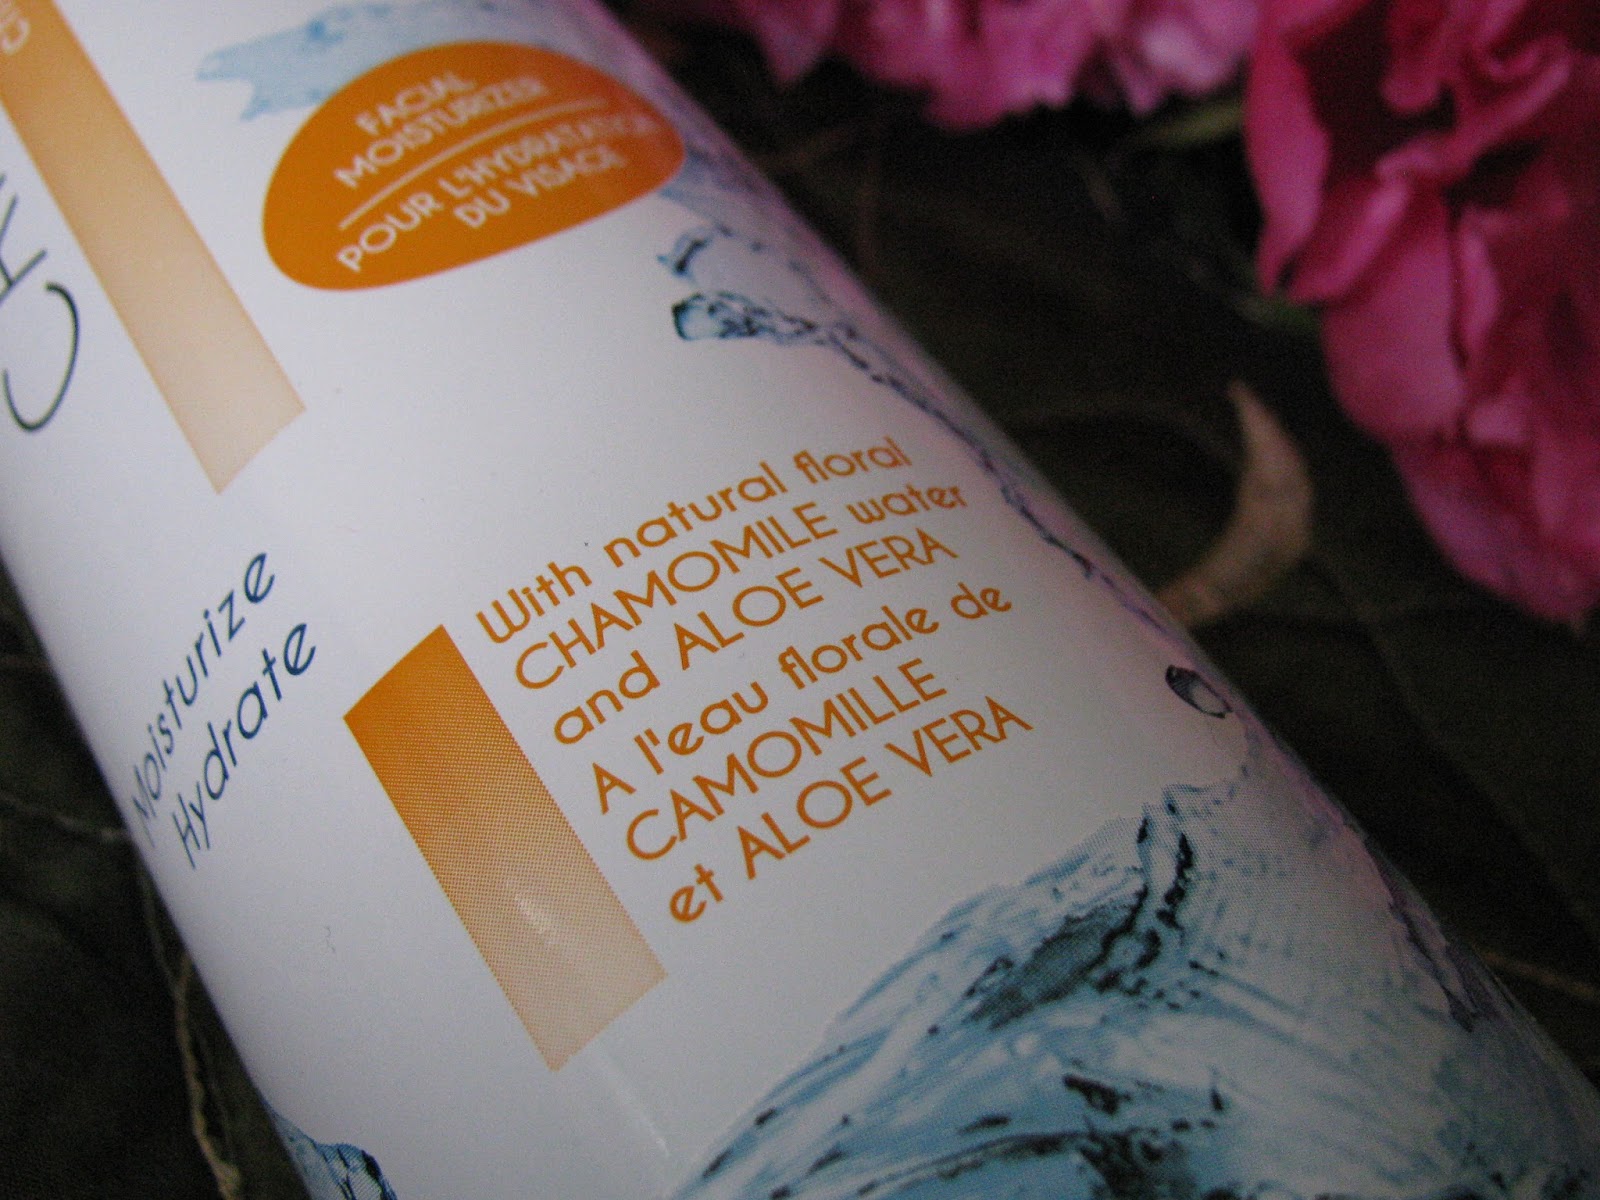 FACIAL
MOISTURIZER
POUR L'HYDRATATION
DU VISAGE
Moisturize
Hydrate
With natural floral
CHAMOMILE water
and ALOE VERA
A l'eau florale de
CAMOMILLE
et ALOE VERA